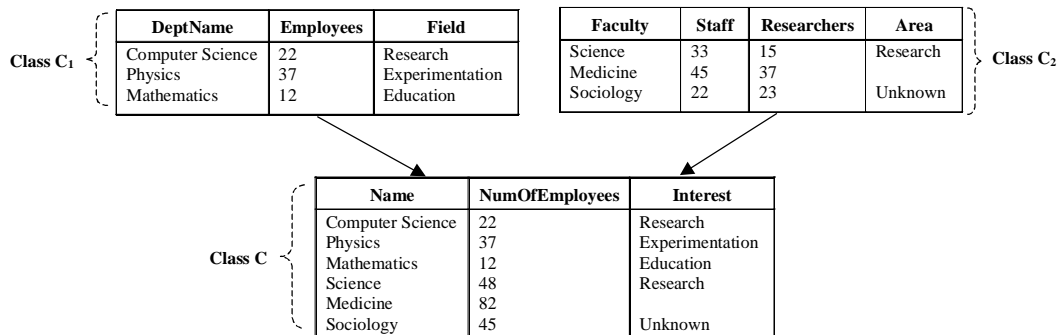 DeptName Employees Field
Computer Science 22 Research
Physics 37 Experimentation
Mathematics 12 Education
Class C1
Faculty Staff Researchers Area
Science 33 15 Research
Medicine 45 37
Sociology 22 23 Unknown
Class C2
Name NumOfEmployees Interest
Computer Science 22 Research
Physics 37 Experimentation
Mathematics 12 Education
Science 48 Research
Medicine 82
Sociology 45 Unknown
Class C